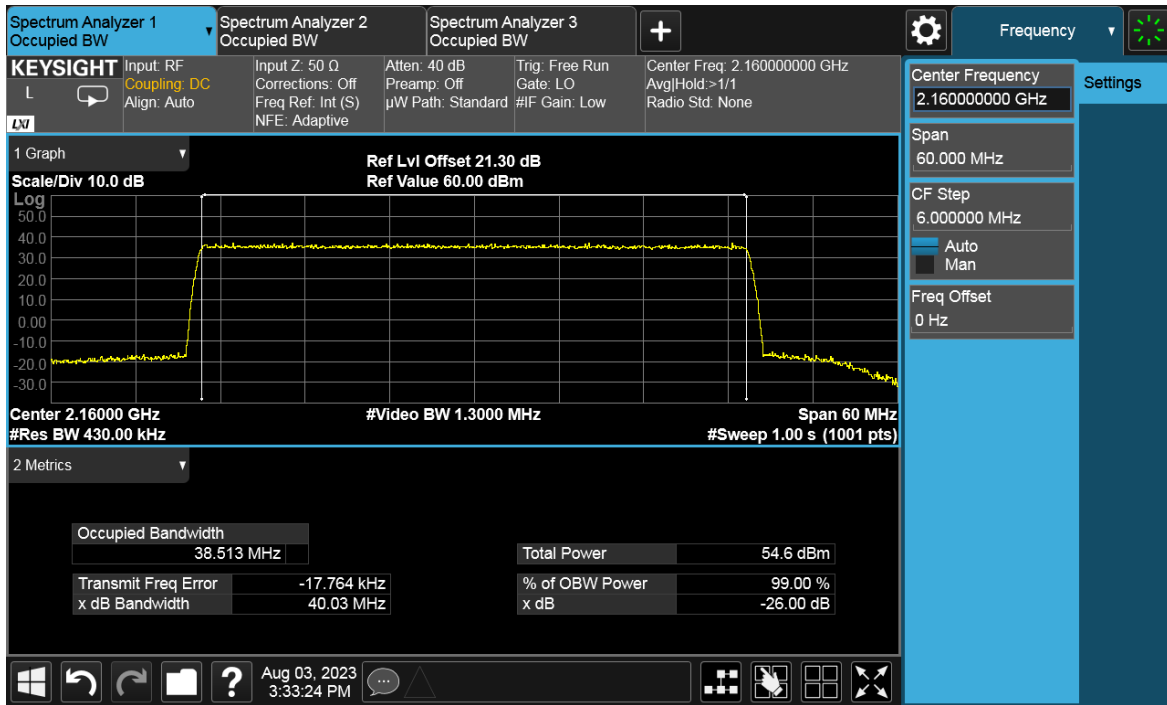 Spectrum Analyzer 1
Occupied BW
Spectrum Analyzer 2
Occupied BW
Spectrum Analyzer 3
Occupied BW
Frequency
KEYSIGHT
L
LXI
Input: RF
Coupling: DC
Align: Auto
Input Z: 50 Ω
Corrections: Off
Freq Ref: Int (S)
NFE: Adaptive
Atten: 40 dB
Preamp: Off
µW Path: Standard
Trig: Free Run
Gate: LO
#IF Gain: Low
Center Freq: 2.160000000 GHz
Avg|Hold:>1/1
Radio Std: None
Center Frequency
2.160000000 GHz
Settings
Span
60.000 MHz
CF Step
6.000000 MHz
Auto
Man
Freq Offset
0 Hz
1 Graph
Scale/Div 10.0 dB
Ref Lvl Offset 21.30 dB
Ref Value 60.00 dBm
Log
50.0
40.0
30.0
20.0
10.0
0.00
-10.0
-20.0
-30.0
Center 2.16000 GHz
#Video BW 1.3000 MHz
Span 60 MHz
#Res BW 430.00 kHz
#Sweep 1.00 s (1001 pts)
2 Metrics
Occupied Bandwidth
38.513 MHz
Total Power 54.6 dBm
Transmit Freq Error -17.764 kHz
% of OBW Power 99.00 %
x dB Bandwidth 40.03 MHz
x dB -26.00 dB
?
Aug 03, 2023
3:33:24 PM